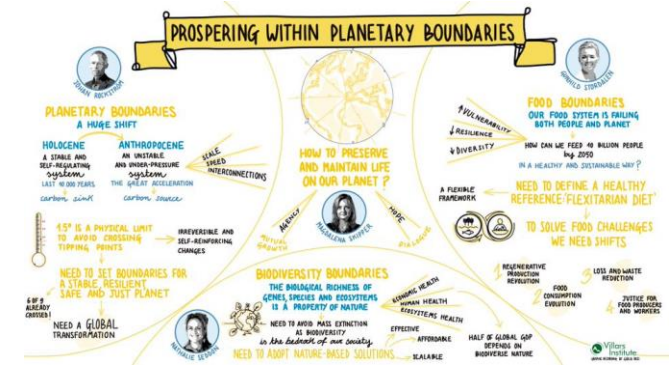 PROSPERING WITHIN PLANETARY BOUNDARIES
JOHAN ROCKSTRÖM
PLANETARY BOUNDARIES
A HUGE SHIFT
HOLOCENE
A STABLE AND
SELF-REGULATING
system
LAST 10 000 YEARS
carbon sink
ANTHROPOCENE
AN UNSTABLE
AND UNDER-PRESSURE
system
THE GREAT ACCELERATION
carbon source
SCALE
SPEED
INTERCONNECTIONS
1.5° IS A PHYSICAL LIMIT
TO AVOID CROSSING
TIPPING POINTS
IRREVERSIBLE AND
SELF-REINFORCING
CHANGES
NEED TO SET BOUNDARIES FOR
A STABLE, RESILIENT,
SAFE AND JUST PLANET
6 OF 9
ALREADY
CROSSED!
NEED A GLOBAL
TRANSFORMATION
HOW TO PRESERVE
AND MAINTAIN LIFE
ON OUR PLANET?
MAGDALENA SKIPPER
AGENCY
MUTUAL
GROWTH
HOPE
DIALOGUE
BIODIVERSITY BOUNDARIES
THE BIOLOGICAL RICHNESS OF
GENES, SPECIES AND ECOSYSTEMS
IS A PROPERTY OF NATURE
ECONOMIC HEALTH
HUMAN HEALTH
ECOSYSTEMS HEALTH
NATHALIE SEDDON
NEED TO AVOID MASS EXTINCTION
AS BIODIVERSITY
is the bedrock of our society
NEED TO ADOPT NATURE-BASED SOLUTIONS
EFFECTIVE
AFFORDABLE
SCALABLE
HALF OF GLOBAL GDP
DEPENDS ON
BIODIVERSE NATURE
GUNHILD STORDALEN
FOOD BOUNDARIES
OUR FOOD SYSTEM IS FAILING
BOTH PEOPLE AND PLANET
VULNERABILITY
RESILIENCE
DIVERSITY
HOW CAN WE FEED 10 BILLION PEOPLE
by 2050
IN A HEALTHY AND SUSTAINABLE WAY?
A FLEXIBLE
FRAMEWORK
NEED TO DEFINE A HEALTHY
REFERENCE 'FLEXITARIAN DIET'
TO SOLVE FOOD CHALLENGES
WE NEED SHIFTS
1 REGENERATIVE
PRODUCTION
REVOLUTION
2 FOOD
CONSUMPTION
EVOLUTION
3 LOSS AND WASTE
REDUCTION
4 JUSTICE FOR
FOOD PRODUCERS
AND WORKERS
Villars
Institute